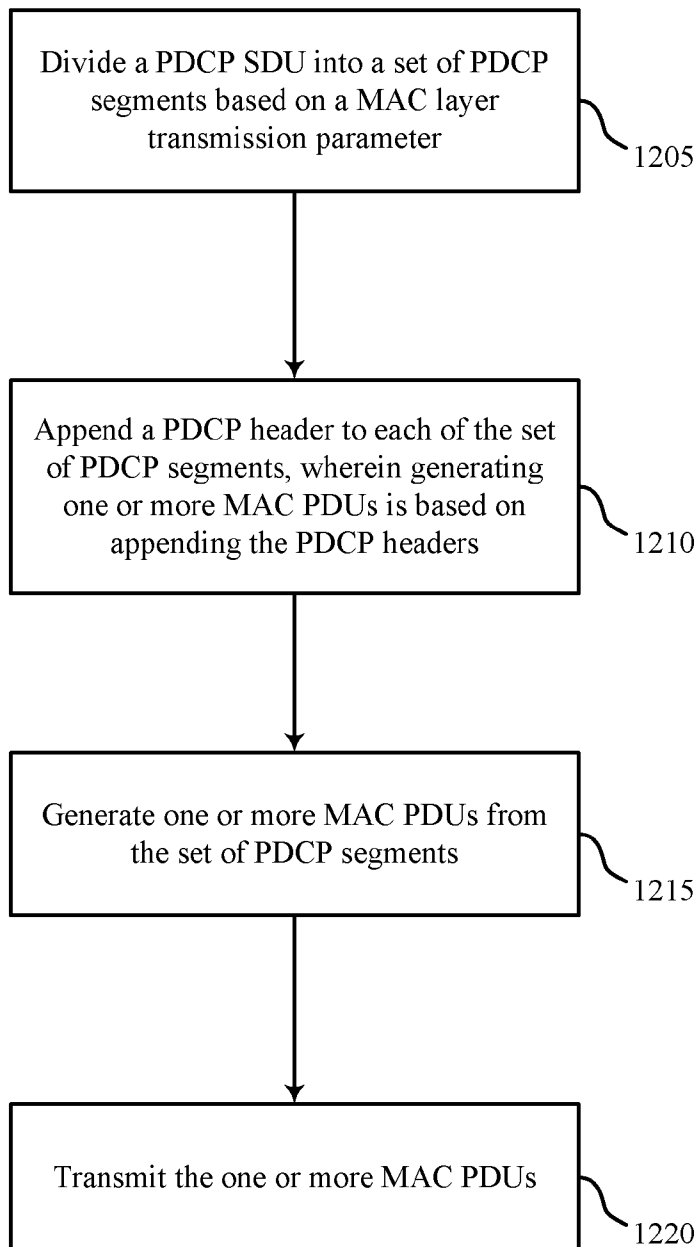 Divide a PDCP SDU into a set of PDCP
segments based on a MAC layer
transmission parameter
1205
Append a PDCP header to each of the set
of PDCP segments, wherein generating
one or more MAC PDUs is based on
appending the PDCP headers
1210
Generate one or more MAC PDUs from
the set of PDCP segments
1215
Transmit the one or more MAC PDUs
1220